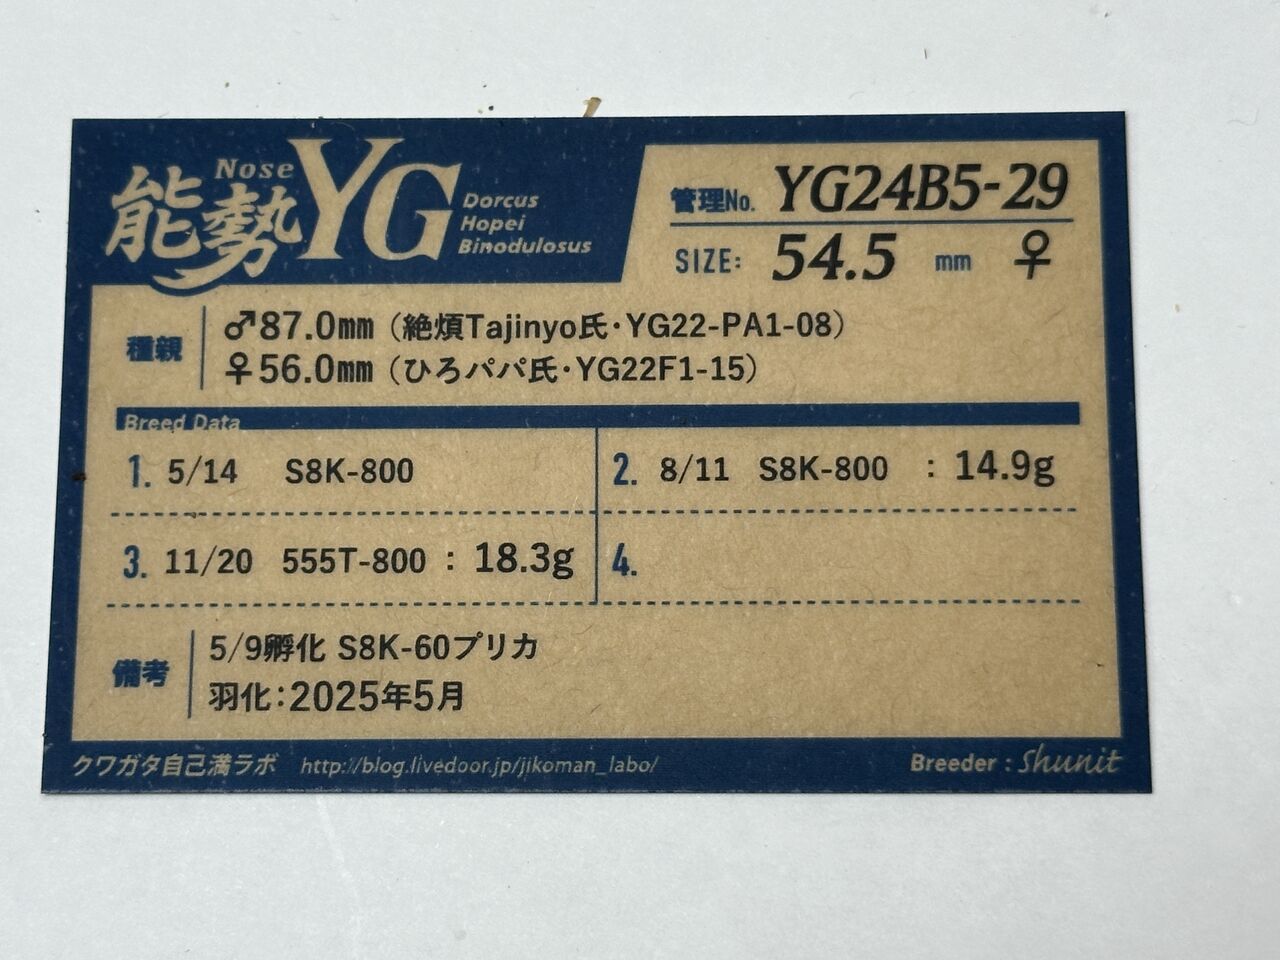 Nose
能勢YG
Dorcus
Hopei
Binodulosus
管理No. YG24B5-29
SIZE: 54.5 mm ♀
種親
♂87.0mm（絶煩Tajinyo氏・YG22-PA1-08）
♀56.0mm（ひろパパ氏・YG22F1-15）
Breed Data
1. 5/14 S8K-800
2. 8/11 S8K-800 : 14.9g
3. 11/20 555T-800 : 18.3g
4.
備考
5/9孵化 S8K-60プリカ
羽化：2025年5月
クワガタ自己満ラボ http://blog.livedoor.jp/jikoman_labo/
Breeder : Shunit